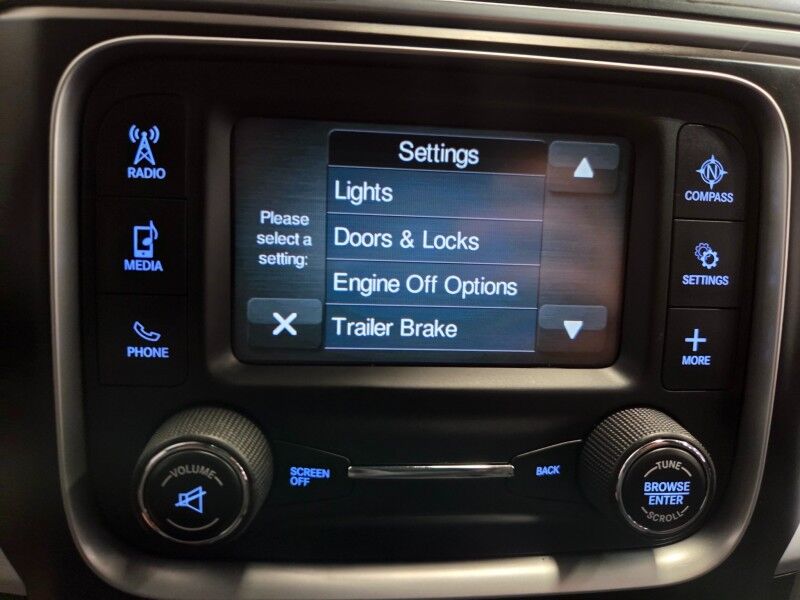 RADIO
MEDIA
PHONE
Settings
Lights
Doors & Locks
Engine Off Options
Trailer Brake
Please
select a
setting:
N
COMPASS
SETTINGS
MORE
VOLUME
SCREEN
OFF
BACK
TUNE
BROWSE
ENTER
SCROLL